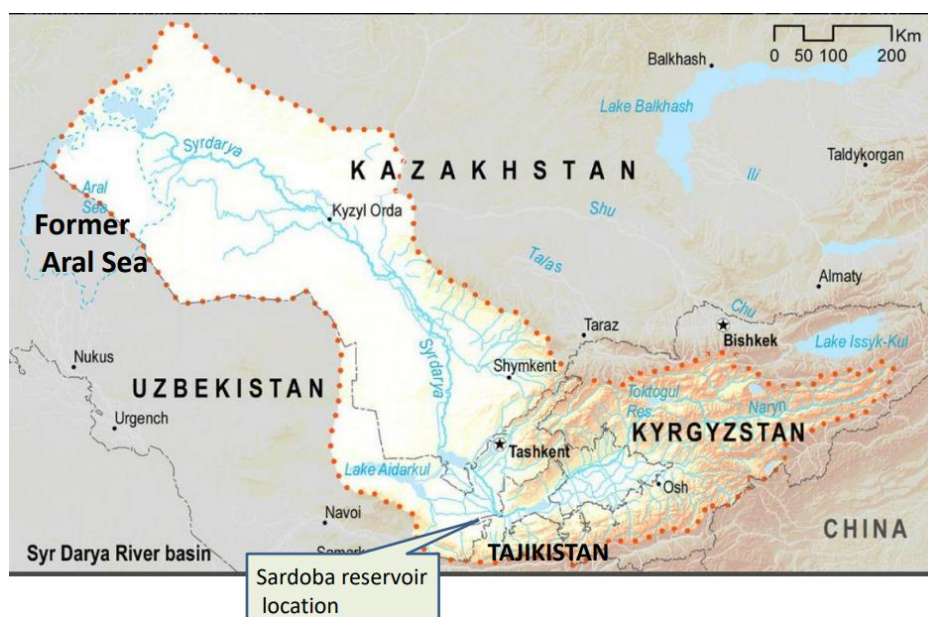 Km
0 50 100 200
Balkhash
Lake Balkhash
Taldykorgan
Syrdarya
KAZAKHSTAN
Ili
Aral
Sea
Kyzyl Orda
Shu
Former
Aral Sea
Talas
Almaty
Chu
Taraz
Bishkek
Lake Issyk-Kul
Nukus
Syrdarya
Shymkent
UZBEKISTAN
Toktogul
Res.
Naryn
Urgench
KYRGYZSTAN
Tashkent
Lake Aidarkul
Osh
Navoi
CHINA
Syr Darya River basin
TAJIKISTAN
Sardoba reservoir
location